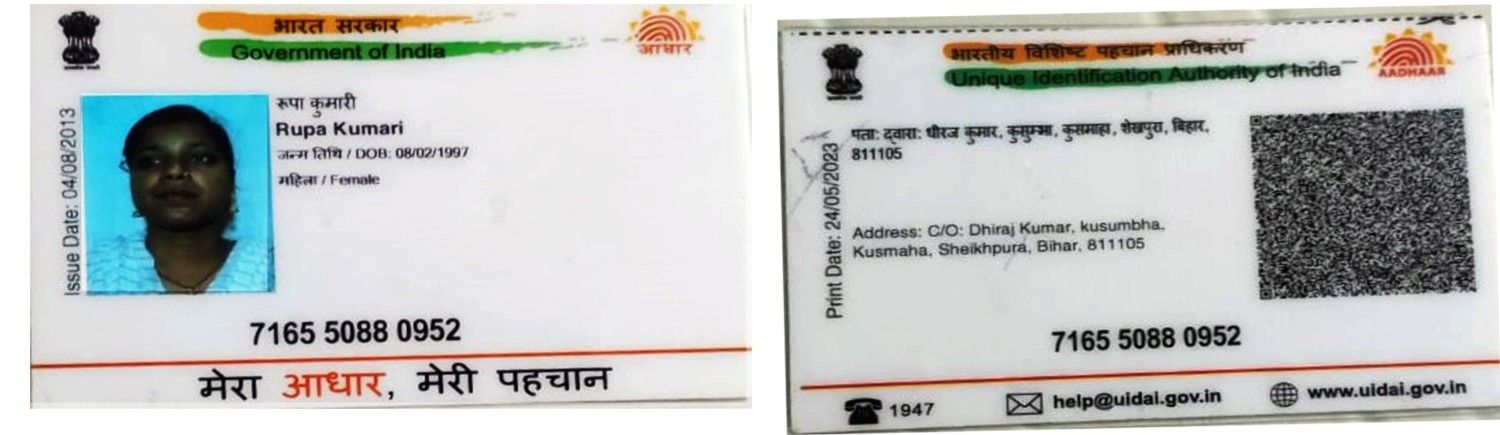 भारत सरकार
Government of India
आधार
Issue Date: 04/08/2013
रूपा कुमारी
Rupa Kumari
जन्म तिथि / DOB: 08/02/1997
महिला / Female
7165 5088 0952
मेरा आधार, मेरी पहचान
भारतीय विशिष्ट पहचान प्राधिकरण
Unique Identification Authority of India
AADHAAR
Print Date: 24/05/2023
पता: द्वारा: धीरज कुमार, कुसुम्भा, कुसमाहा, शेखपुरा, बिहार,
811105
Address: C/O: Dhiraj Kumar, kusumbha,
Kusmaha, Sheikhpura, Bihar, 811105
7165 5088 0952
1947
help@uidai.gov.in
www.uidai.gov.in